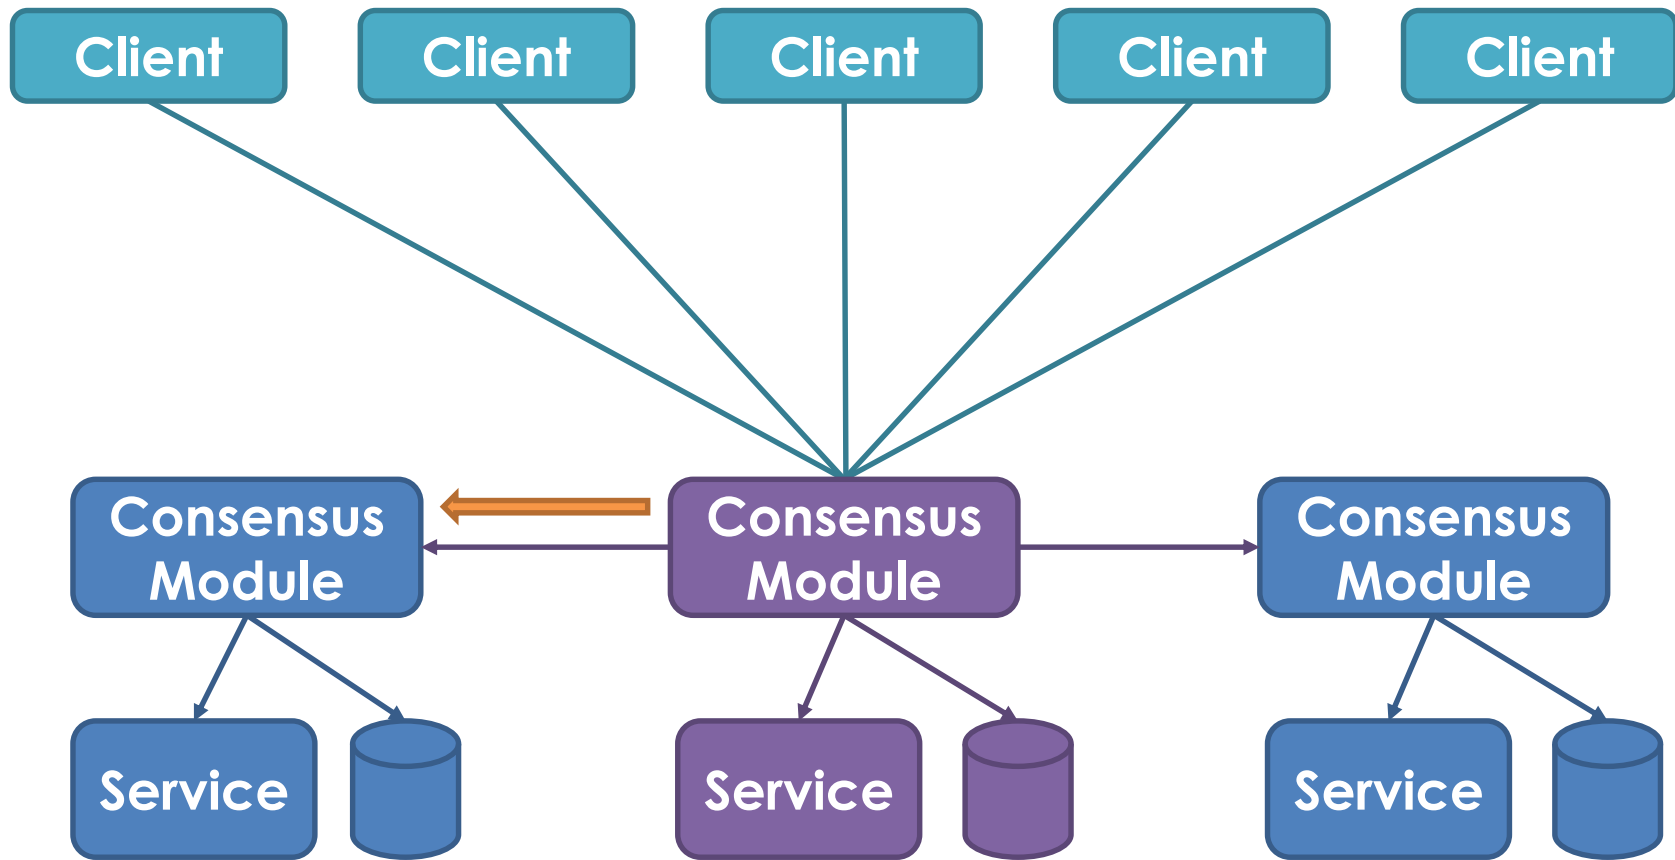 Client
Client
Client
Client
Client
Consensus
Module
Consensus
Module
Consensus
Module
Service
Service
Service